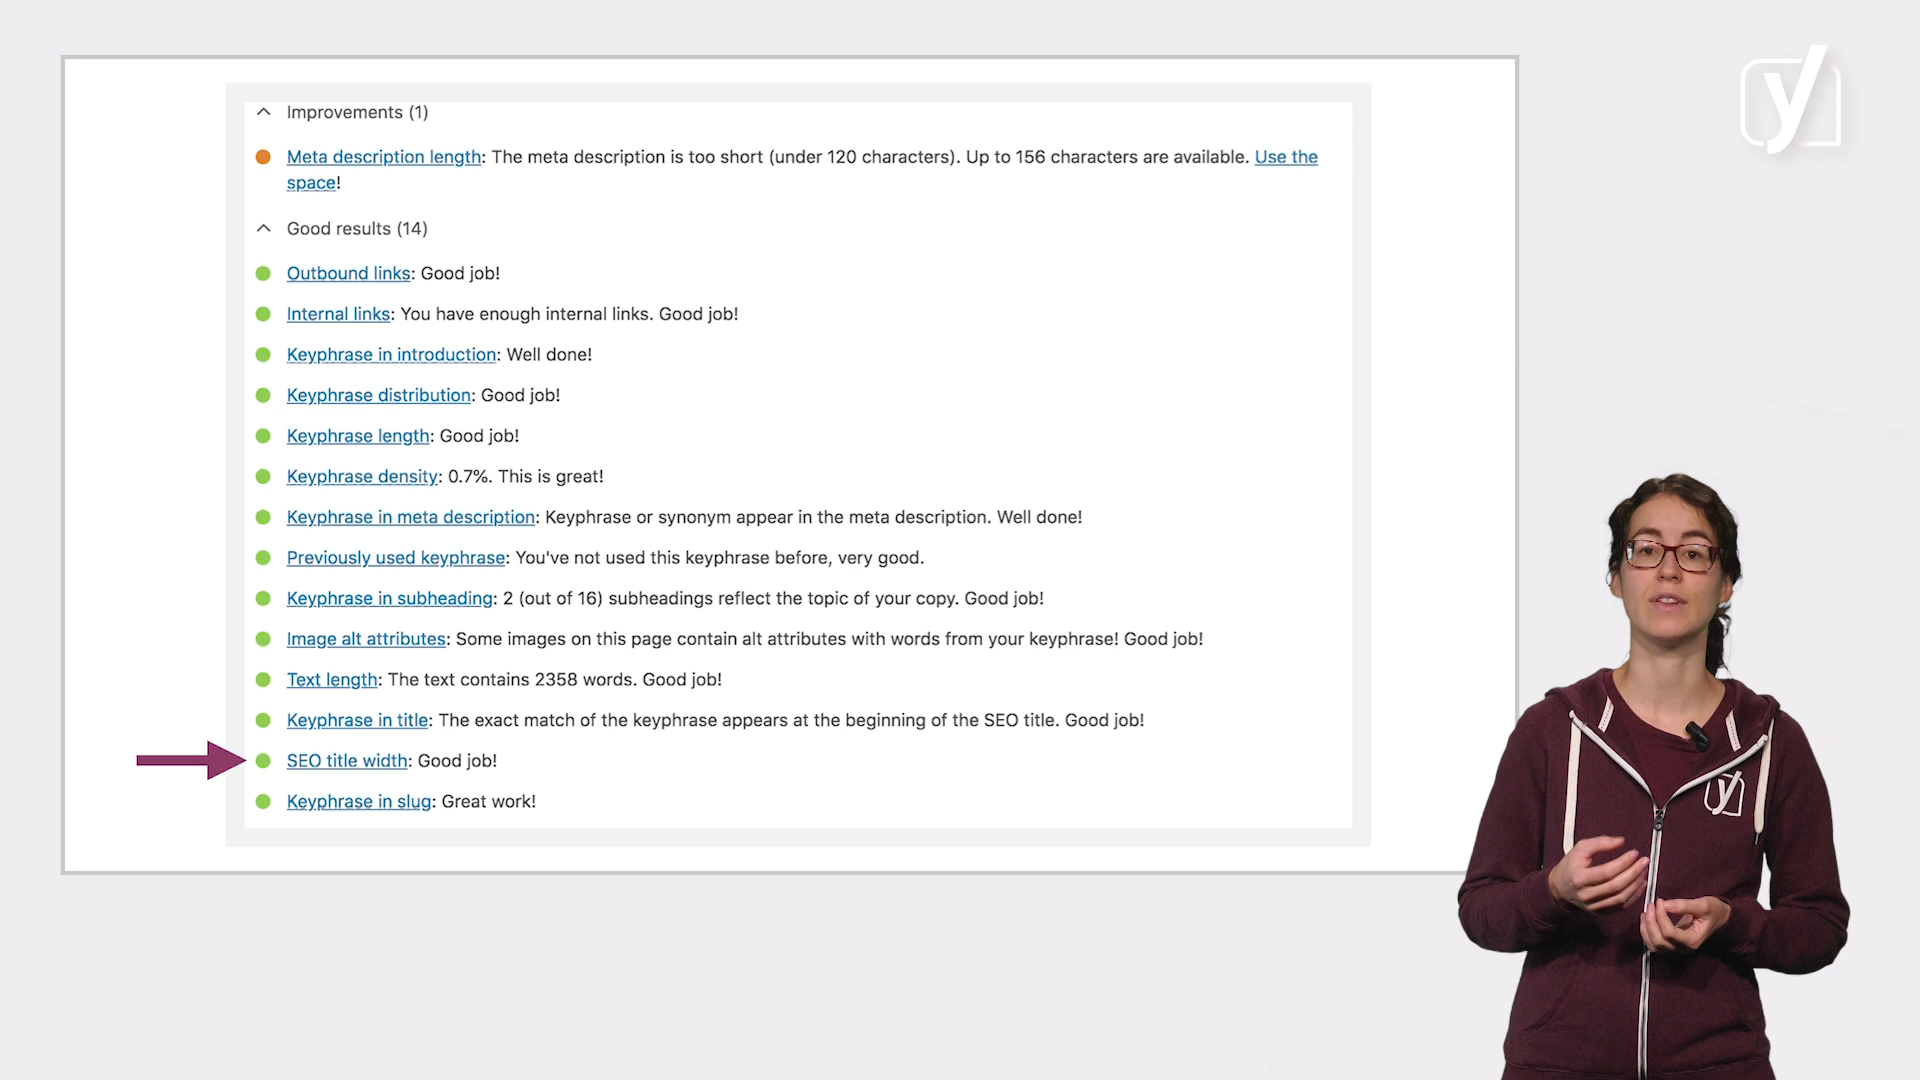 Improvements (1)
Meta description length: The meta description is too short (under 120 characters). Up to 156 characters are available. Use the
space!
Good results (14)
Outbound links: Good job!
Internal links: You have enough internal links. Good job!
Keyphrase in introduction: Well done!
Keyphrase distribution: Good job!
Keyphrase length: Good job!
Keyphrase density: 0.7%. This is great!
Keyphrase in meta description: Keyphrase or synonym appear in the meta description. Well done!
Previously used keyphrase: You've not used this keyphrase before, very good.
Keyphrase in subheading: 2 (out of 16) subheadings reflect the topic of your copy. Good job!
Image alt attributes: Some images on this page contain alt attributes with words from your keyphrase! Good job!
Text length: The text contains 2358 words. Good job!
Keyphrase in title: The exact match of the keyphrase appears at the beginning of the SEO title. Good job!
SEO title width: Good job!
Keyphrase in slug: Great work!
y
y